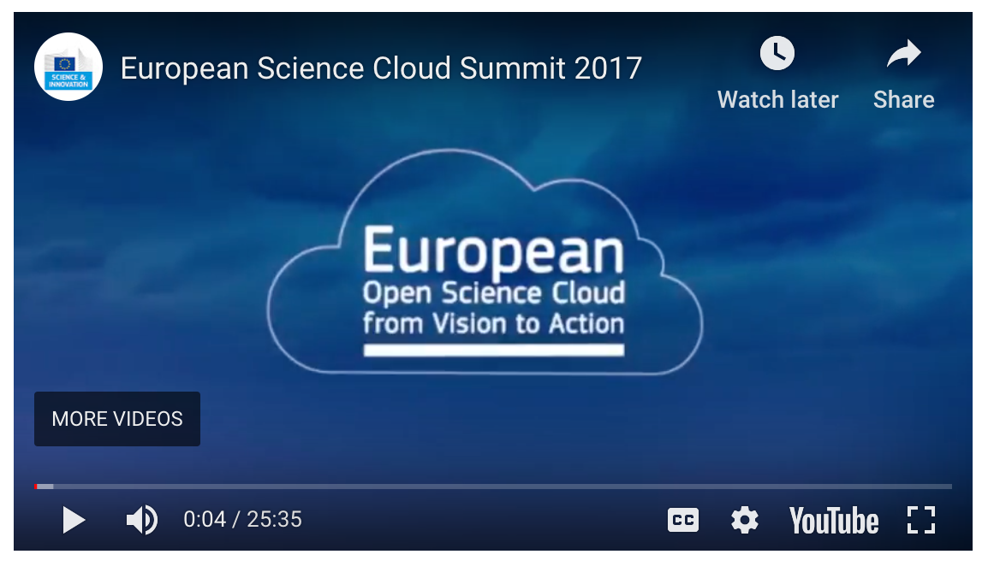 SCIENCE &
INNOVATION
European Science Cloud Summit 2017
Watch later
Share
European
Open Science Cloud
from Vision to Action
MORE VIDEOS
0:04 / 25:35
CC
YouTube